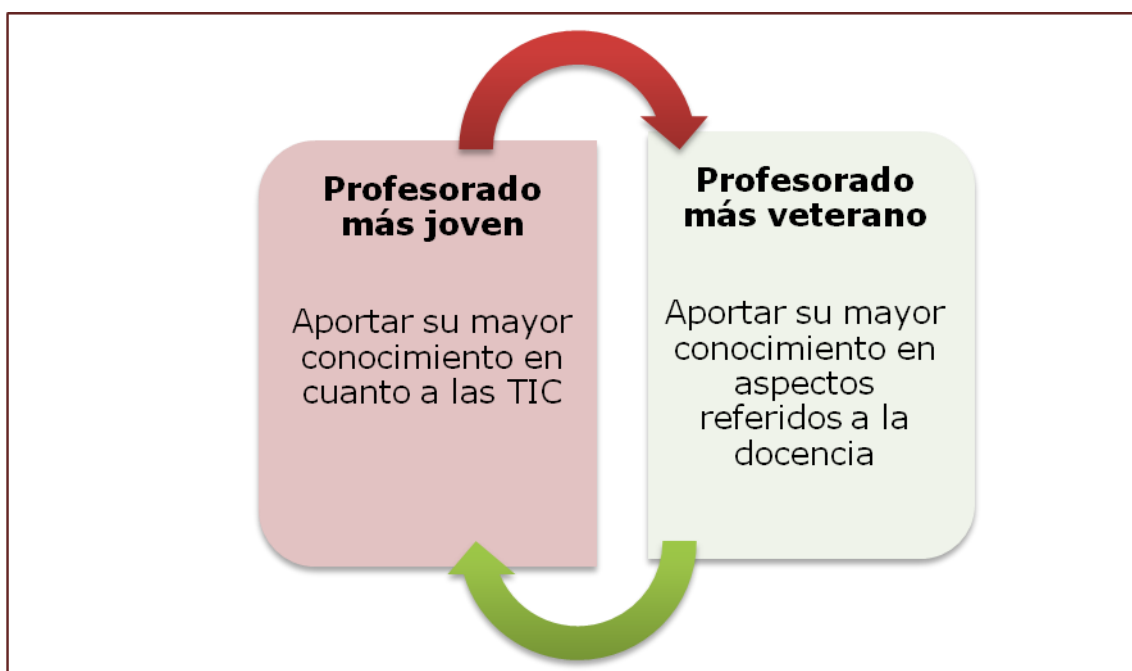 Profesorado
más joven
Aportar su mayor
conocimiento en
cuanto a las TIC
Profesorado
más veterano
Aportar su mayor
conocimiento en
aspectos
referidos a la
docencia